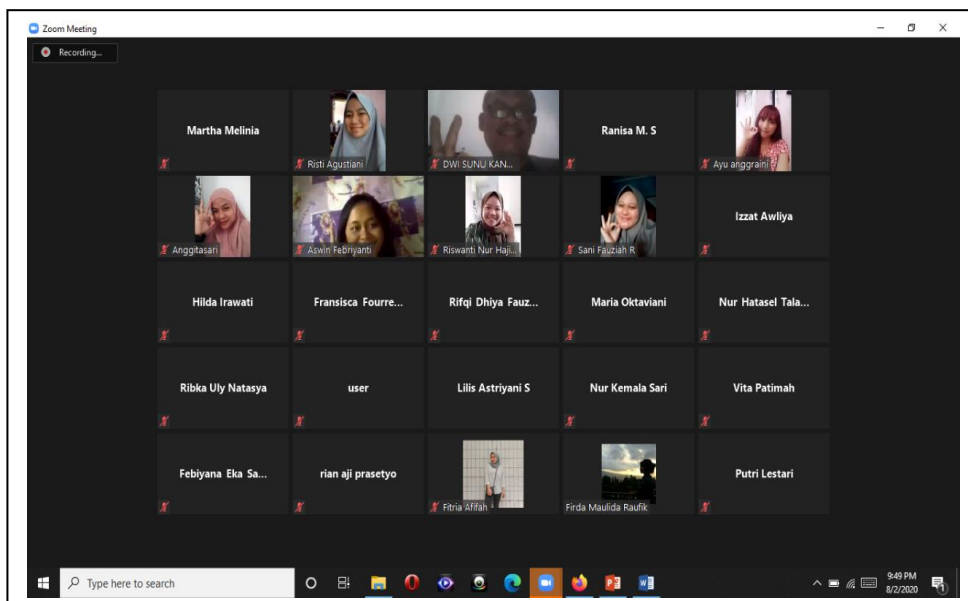 Zoom Meeting
Recording...
Martha Melinia
Risti Agustiani
DWI SUNU KAN...
Ranisa M. S
Ayu anggraini
Anggitasari
Aswin Febriyanti
Riswanti Nur Haji...
Sani Fauziah R
Izzat Awliya
Hilda Irawati
Fransisca Fourre...
Rifqi Dhiya Fauz...
Maria Oktaviani
Nur Hatasel Tala...
Ribka Uly Natasya
user
Lilis Astriyani S
Nur Kemala Sari
Vita Patimah
Febiyana Eka Sa...
rian aji prasetyo
Fitria Afifah
Firda Maulida Raufik
Putri Lestari
Type here to search
9:49 PM
8/2/2020
1